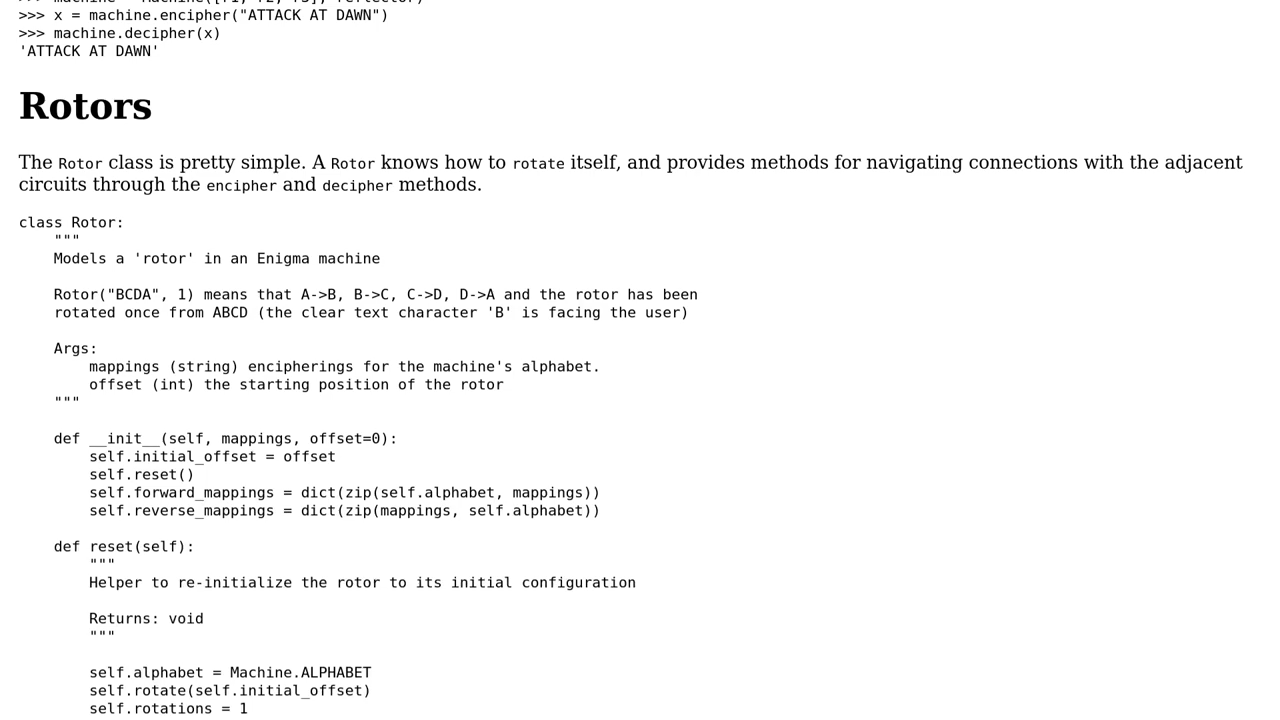 >>> x = machine.encipher("ATTACK AT DAWN")
>>> machine.decipher(x)
'ATTACK AT DAWN'
Rotors
The Rotor class is pretty simple. A Rotor knows how to rotate itself, and provides methods for navigating connections with the adjacent
circuits through the encipher and decipher methods.
class Rotor:
    """
    Models a 'rotor' in an Enigma machine

    Rotor("BCDA", 1) means that A->B, B->C, C->D, D->A and the rotor has been
    rotated once from ABCD (the clear text character 'B' is facing the user)

    Args:
        mappings (string) encipherings for the machine's alphabet.
        offset (int) the starting position of the rotor
    """

    def __init__(self, mappings, offset=0):
        self.initial_offset = offset
        self.reset()
        self.forward_mappings = dict(zip(self.alphabet, mappings))
        self.reverse_mappings = dict(zip(mappings, self.alphabet))

    def reset(self):
        """
        Helper to re-initialize the rotor to its initial configuration

        Returns: void
        """

        self.alphabet = Machine.ALPHABET
        self.rotate(self.initial_offset)
        self.rotations = 1